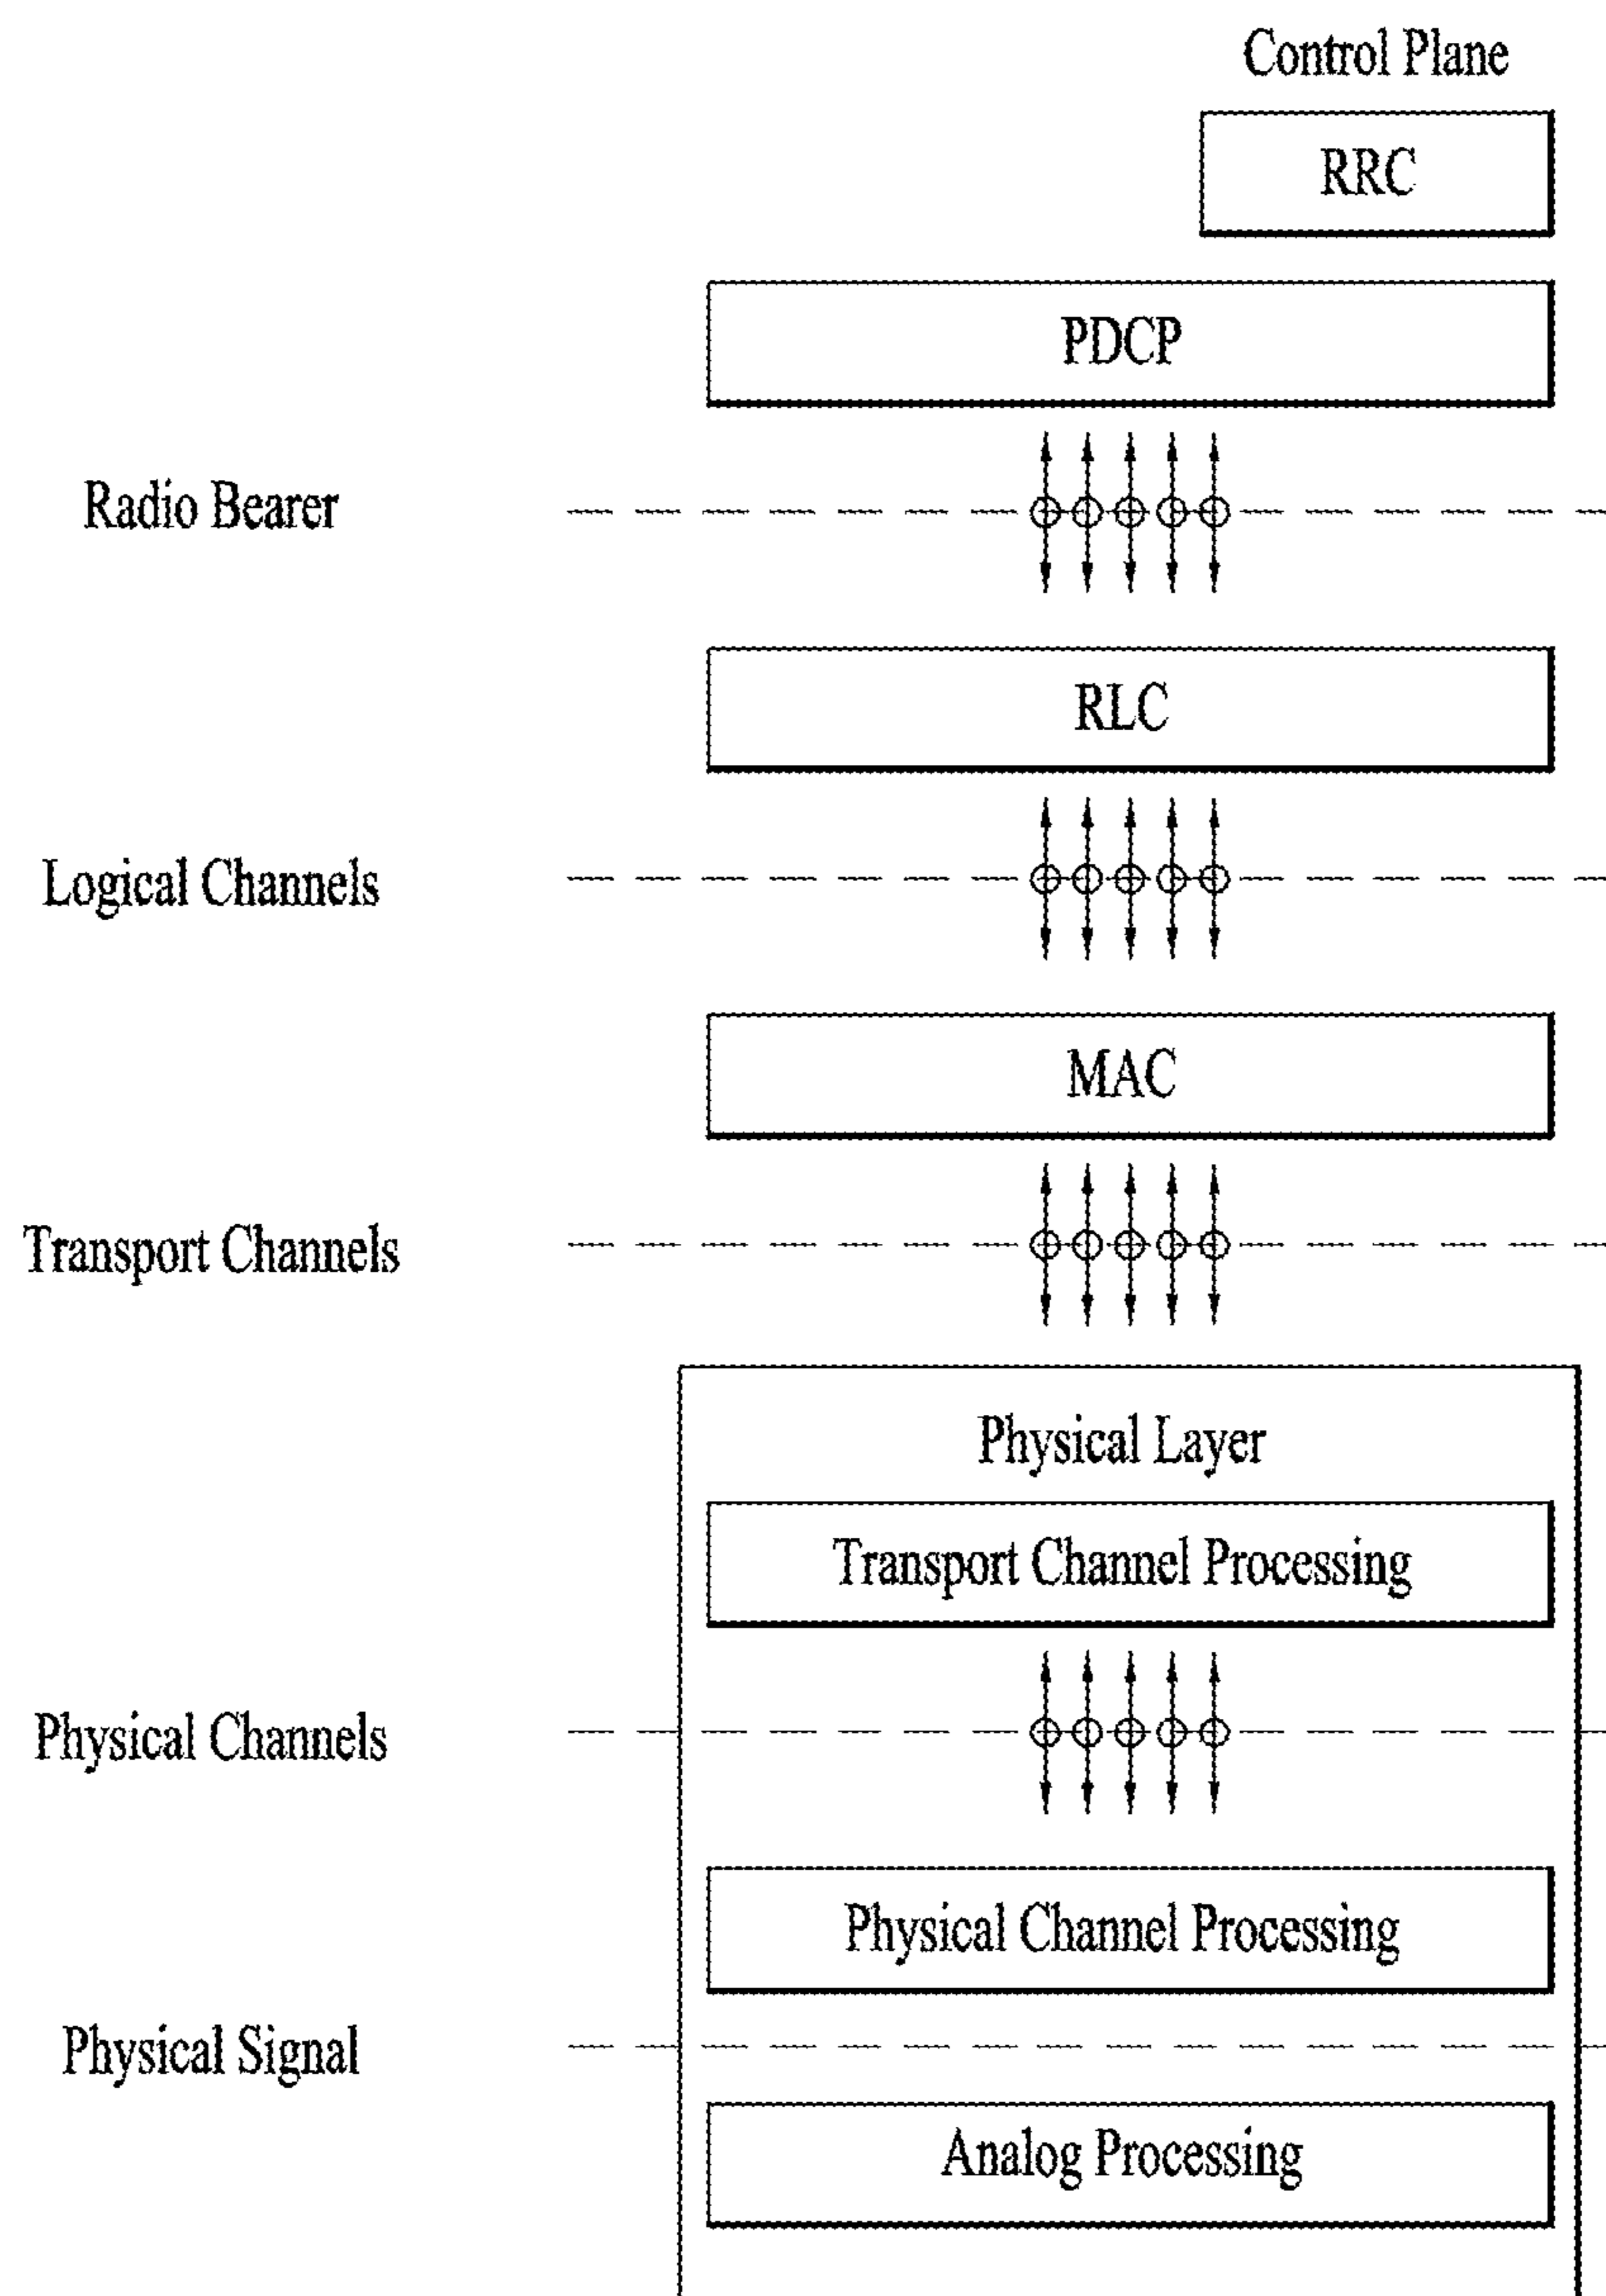 Control Plane
RRC
PDCP
Radio Bearer
RLC
Logical Channels
MAC
Transport Channels
Physical Layer
Transport Channel Processing
Physical Channels
Physical Channel Processing
Physical Signal
Analog Processing